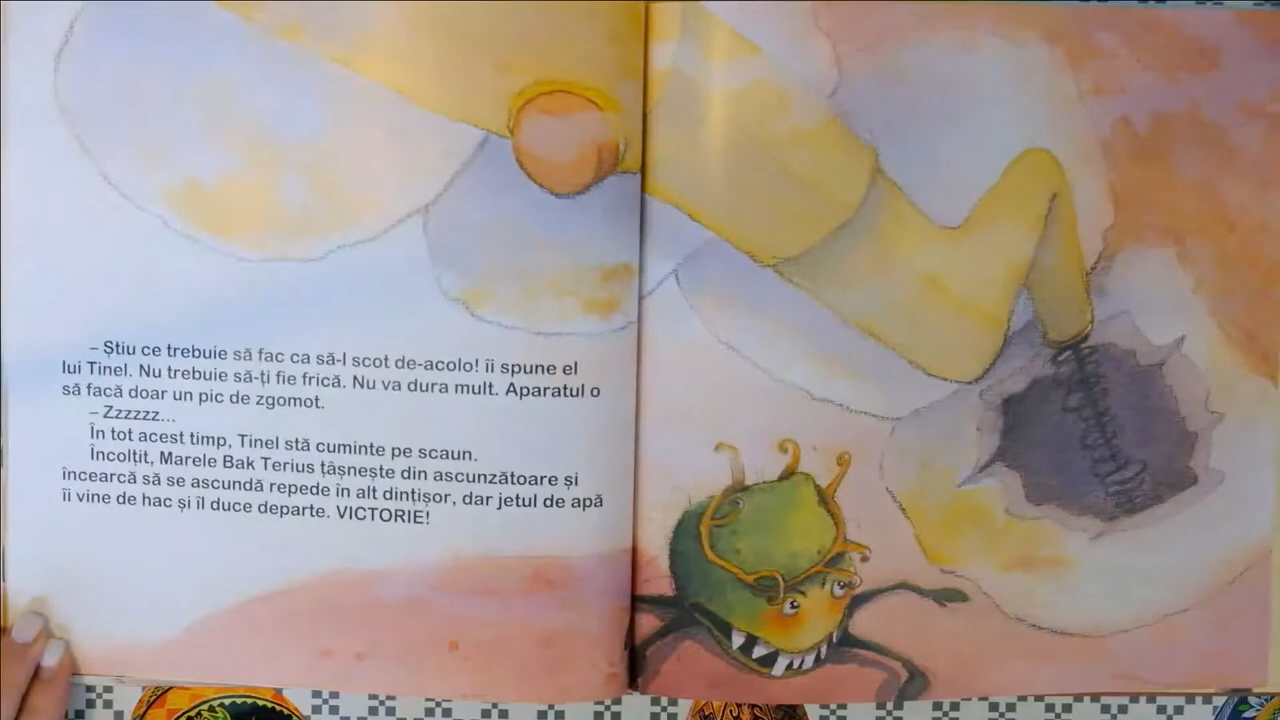 – Știu ce trebuie să fac ca să-l scot de-acolo! îi spune el
lui Tinel. Nu trebuie să-ți fie frică. Nu va dura mult. Aparatul o
să facă doar un pic de zgomot.
– Zzzzzz...
În tot acest timp, Tinel stă cuminte pe scaun.
Încolțit, Marele Bak Terius țâșnește din ascunzătoare și
încearcă să se ascundă repede în alt dințișor, dar jetul de apă
îi vine de hac și îl duce departe. VICTORIE!